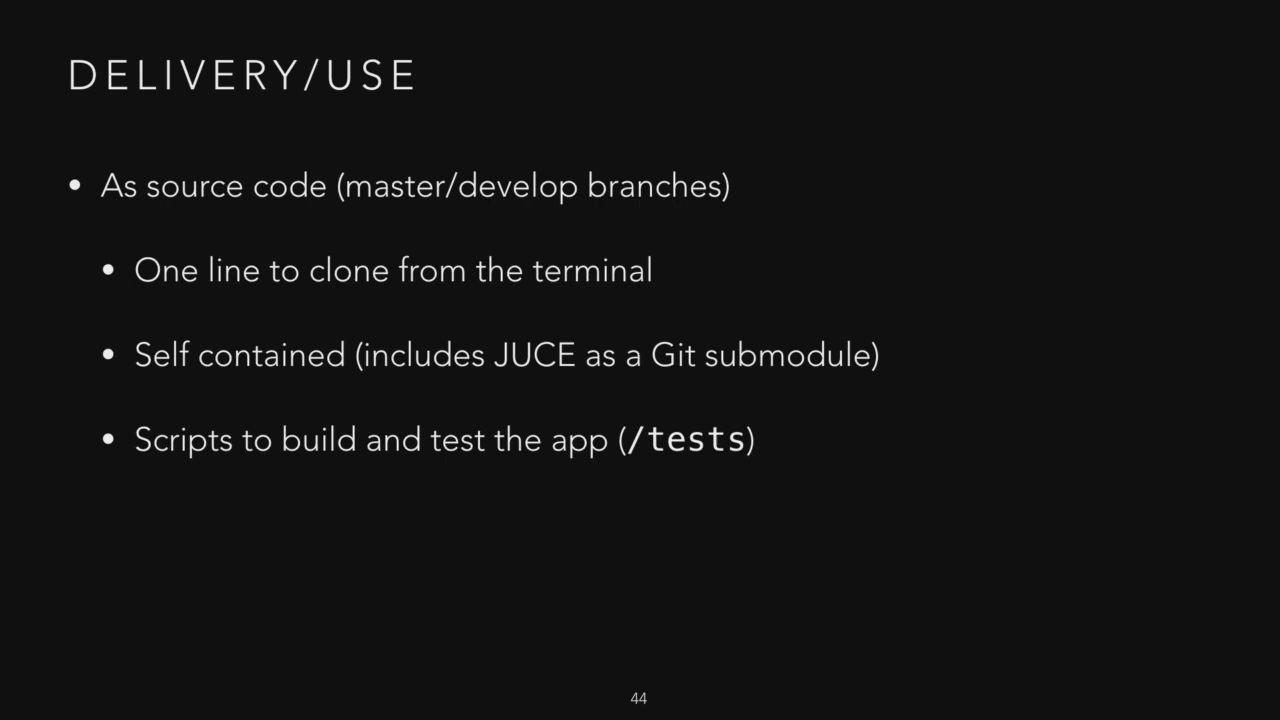 DELIVERY/USE
• As source code (master/develop branches)
• One line to clone from the terminal
• Self contained (includes JUCE as a Git submodule)
• Scripts to build and test the app (/tests)
44